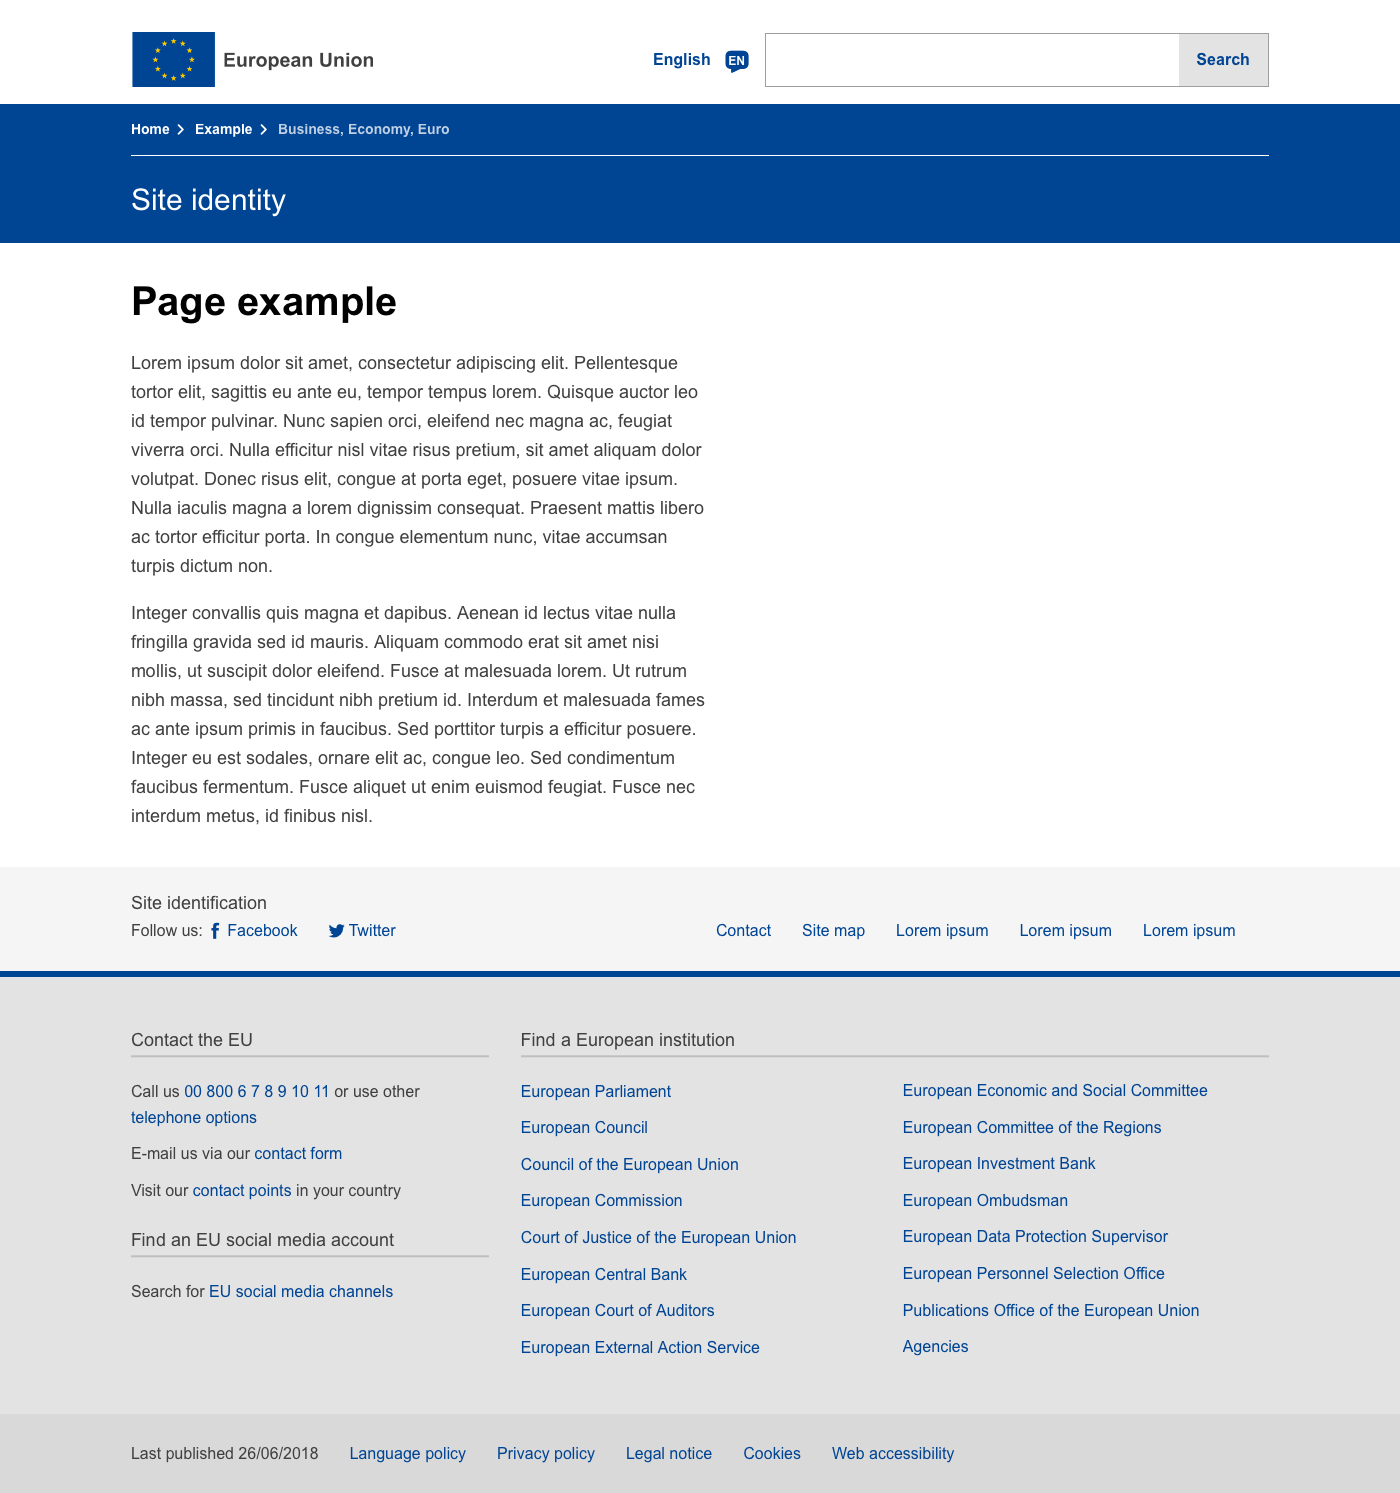 European Union
English EN Search
Home Example Business, Economy, Euro
Site identity
Page example
Lorem ipsum dolor sit amet, consectetur adipiscing elit. Pellentesque
tortor elit, sagittis eu ante eu, tempor tempus lorem. Quisque auctor leo
id tempor pulvinar. Nunc sapien orci, eleifend nec magna ac, feugiat
viverra orci. Nulla efficitur nisl vitae risus pretium, sit amet aliquam dolor
volutpat. Donec risus elit, congue at porta eget, posuere vitae ipsum.
Nulla iaculis magna a lorem dignissim consequat. Praesent mattis libero
ac tortor efficitur porta. In congue elementum nunc, vitae accumsan
turpis dictum non.
Integer convallis quis magna et dapibus. Aenean id lectus vitae nulla
fringilla gravida sed id mauris. Aliquam commodo erat sit amet nisi
mollis, ut suscipit dolor eleifend. Fusce at malesuada lorem. Ut rutrum
nibh massa, sed tincidunt nibh pretium id. Interdum et malesuada fames
ac ante ipsum primis in faucibus. Sed porttitor turpis a efficitur posuere.
Integer eu est sodales, ornare elit ac, congue leo. Sed condimentum
faucibus fermentum. Fusce aliquet ut enim euismod feugiat. Fusce nec
interdum metus, id finibus nisl.
Site identification
Follow us: Facebook Twitter
Contact Site map Lorem ipsum Lorem ipsum Lorem ipsum
Contact the EU
Call us 00 800 6 7 8 9 10 11 or use other
telephone options
E-mail us via our contact form
Visit our contact points in your country
Find an EU social media account
Search for EU social media channels
Find a European institution
European Parliament
European Council
Council of the European Union
European Commission
Court of Justice of the European Union
European Central Bank
European Court of Auditors
European External Action Service
European Economic and Social Committee
European Committee of the Regions
European Investment Bank
European Ombudsman
European Data Protection Supervisor
European Personnel Selection Office
Publications Office of the European Union
Agencies
Last published 26/06/2018 Language policy Privacy policy Legal notice Cookies Web accessibility